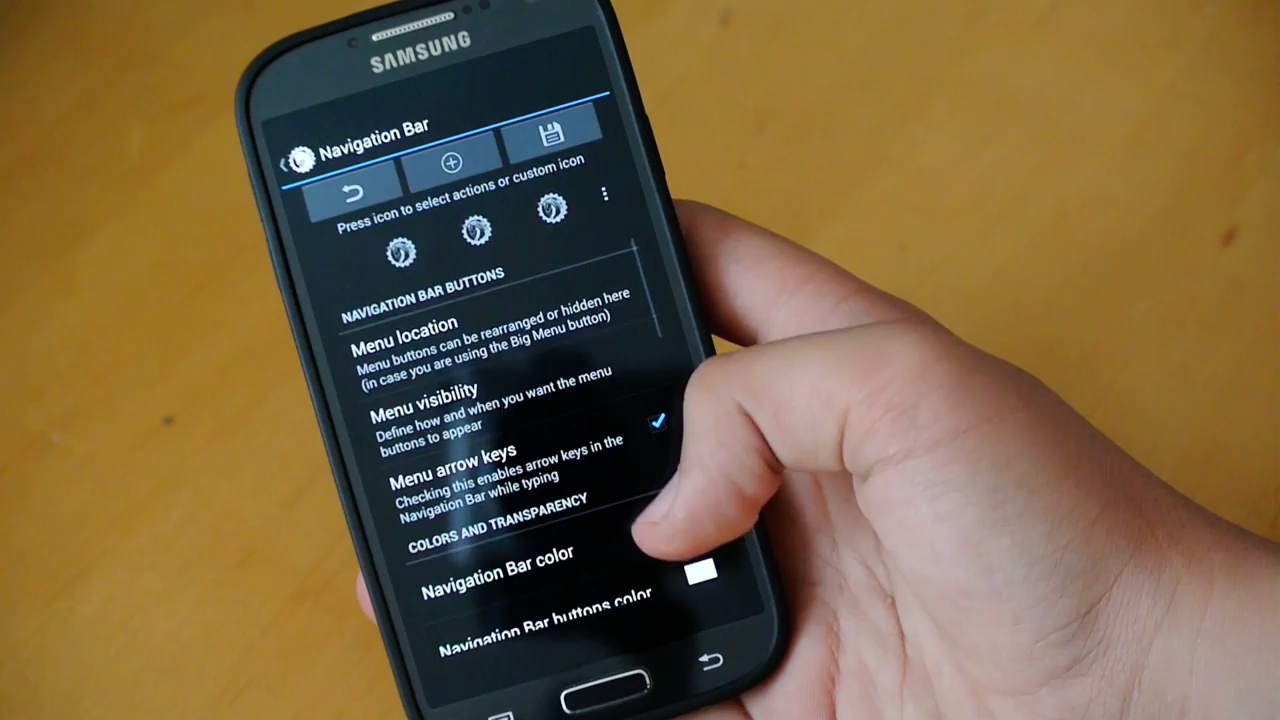 SAMSUNG
Navigation Bar
Press icon to select actions or custom icon
NAVIGATION BAR BUTTONS
Menu location
Menu buttons can be rearranged or hidden here
(in case you are using the Big Menu button)
Menu visibility
Define how and when you want the menu
buttons to appear
Menu arrow keys
Checking this enables arrow keys in the
Navigation Bar while typing
COLORS AND TRANSPARENCY
Navigation Bar color
Navigation Bar buttons color